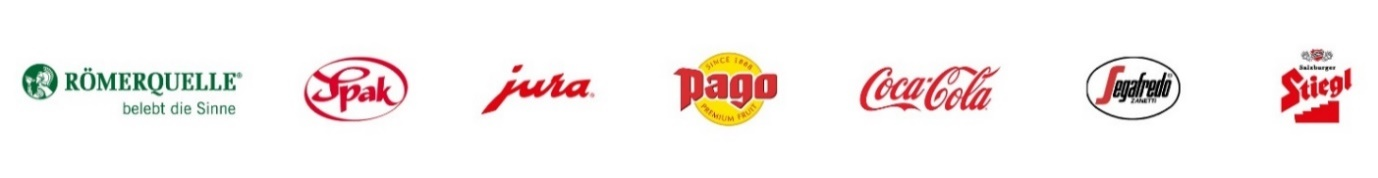 RÖMERQUELLE®
belebt die Sinne
Spak
jura
SINCE 1888
Pago
PREMIUM FRUIT
Coca-Cola
Segafredo
ZANETTI
Salzburger
Stiegl